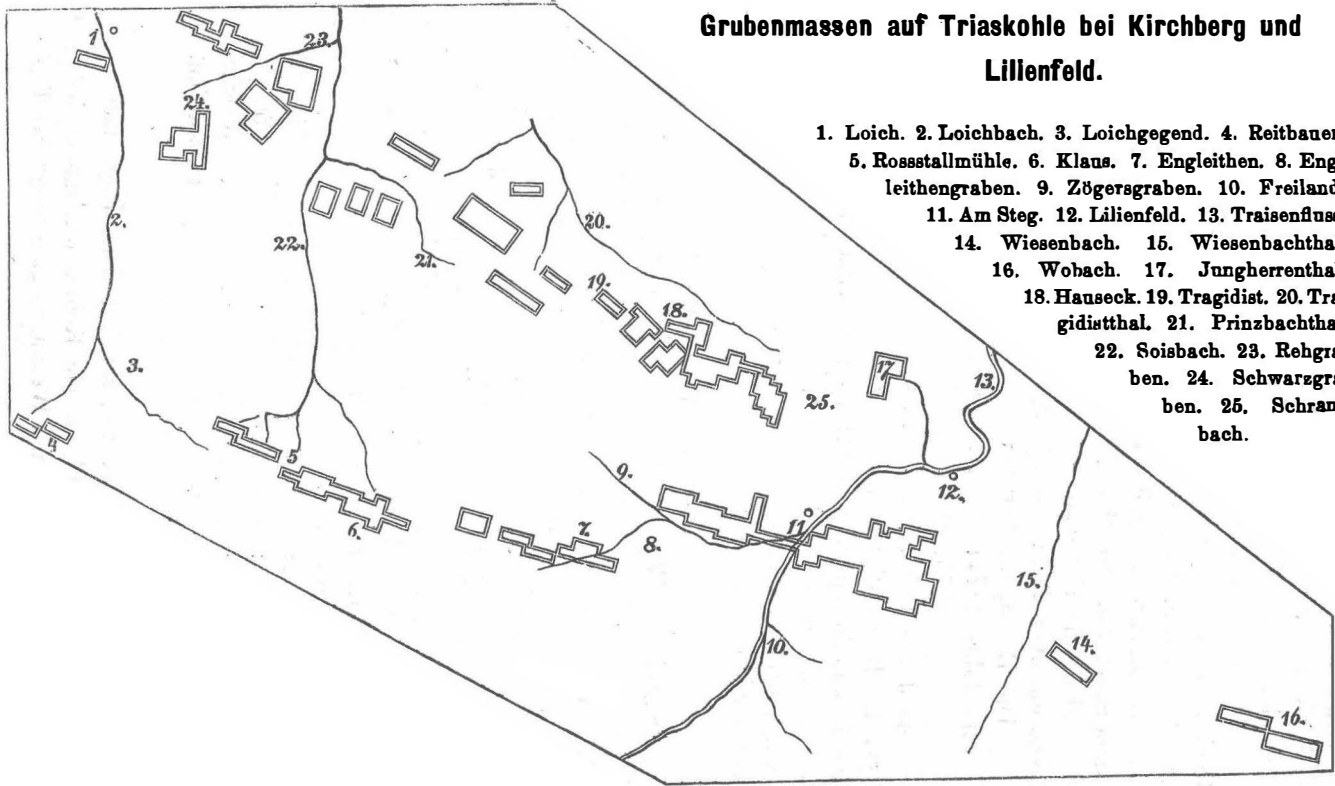 Grubenmassen auf Triaskohle bei Kirchberg und
Lilienfeld.
1. Loich. 2. Loichbach. 3. Loichgegend. 4. Reitbauer
5. Rossstallmühle. 6. Klaus. 7. Engleithen. 8. Eng
leithengraben. 9. Zögersgraben. 10. Freiland
11. Am Steg. 12. Lilienfeld. 13. Traisenfluss
14. Wiesenbach. 15. Wiesenbachtha
16. Wobach. 17. Jungherrentha
18. Hauseck. 19. Tragidist. 20. Tra
gidistthal. 21. Prinzbachtha
22. Soisbach. 23. Rehgra
ben. 24. Schwarzgra
ben. 25. Schram
bach.
1
23.
24.
2.
22.
21.
20.
19.
18.
3.
17
13.
25.
4
5
9.
12.
6.
7.
8.
11
15.
10.
14.
16.